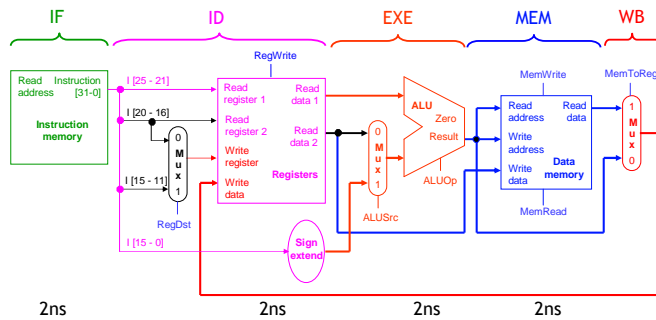 IF
ID
EXE
MEM
WB
RegWrite
MemWrite
MemToReg
Read
address
Instruction
[31-0]
Instruction
memory
I [25 - 21]
I [20 - 16]
I [15 - 11]
I [15 - 0]
0
M
u
x
1
RegDst
Read
register 1
Read
register 2
Write
register
Write
data
Read
data 1
Read
data 2
Registers
Sign
extend
0
M
u
x
1
ALUSrc
ALU
Zero
Result
ALUOp
Read
address
Write
address
Write
data
Read
data
Data
memory
MemRead
1
M
u
x
0
2ns
2ns
2ns
2ns